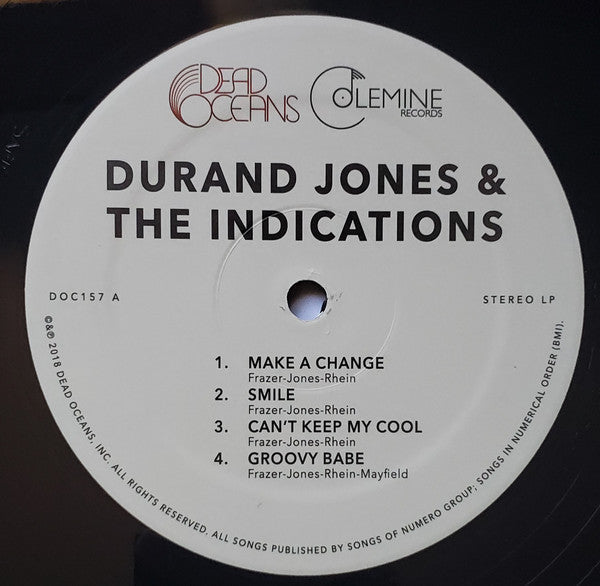 DEAD OCEANS
COLEMINE RECORDS
DURAND JONES &
THE INDICATIONS
DOC157 A
STEREO LP
1. MAKE A CHANGE
Frazer-Jones-Rhein
2. SMILE
Frazer-Jones-Rhein
3. CAN'T KEEP MY COOL
Frazer-Jones-Rhein
4. GROOVY BABE
Frazer-Jones-Rhein-Mayfield
©&℗ 2018 DEAD OCEANS, INC. ALL RIGHTS RESERVED. ALL SONGS PUBLISHED BY SONGS OF NUMERO GROUP; SONGS IN NUMERICAL ORDER (BMI).